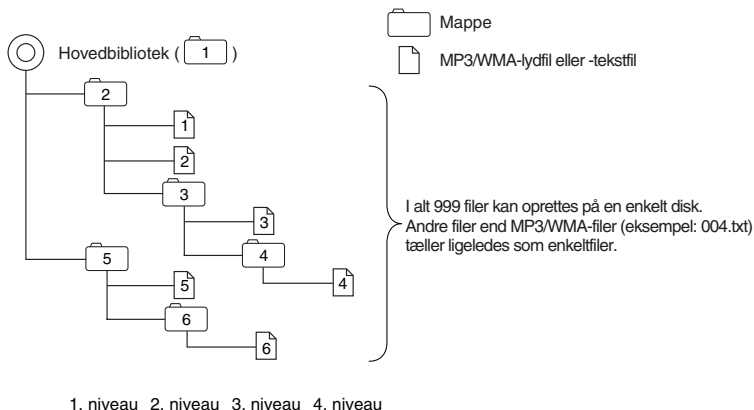 Hovedbibliotek ( 1 )
Mappe
MP3/WMA-lydfil eller -tekstfil
2
1
2
3
3
4
4
5
5
6
6
I alt 999 filer kan oprettes på en enkelt disk.
Andre filer end MP3/WMA-filer (eksempel: 004.txt)
tæller ligeledes som enkeltfiler.
1. niveau 2. niveau 3. niveau 4. niveau